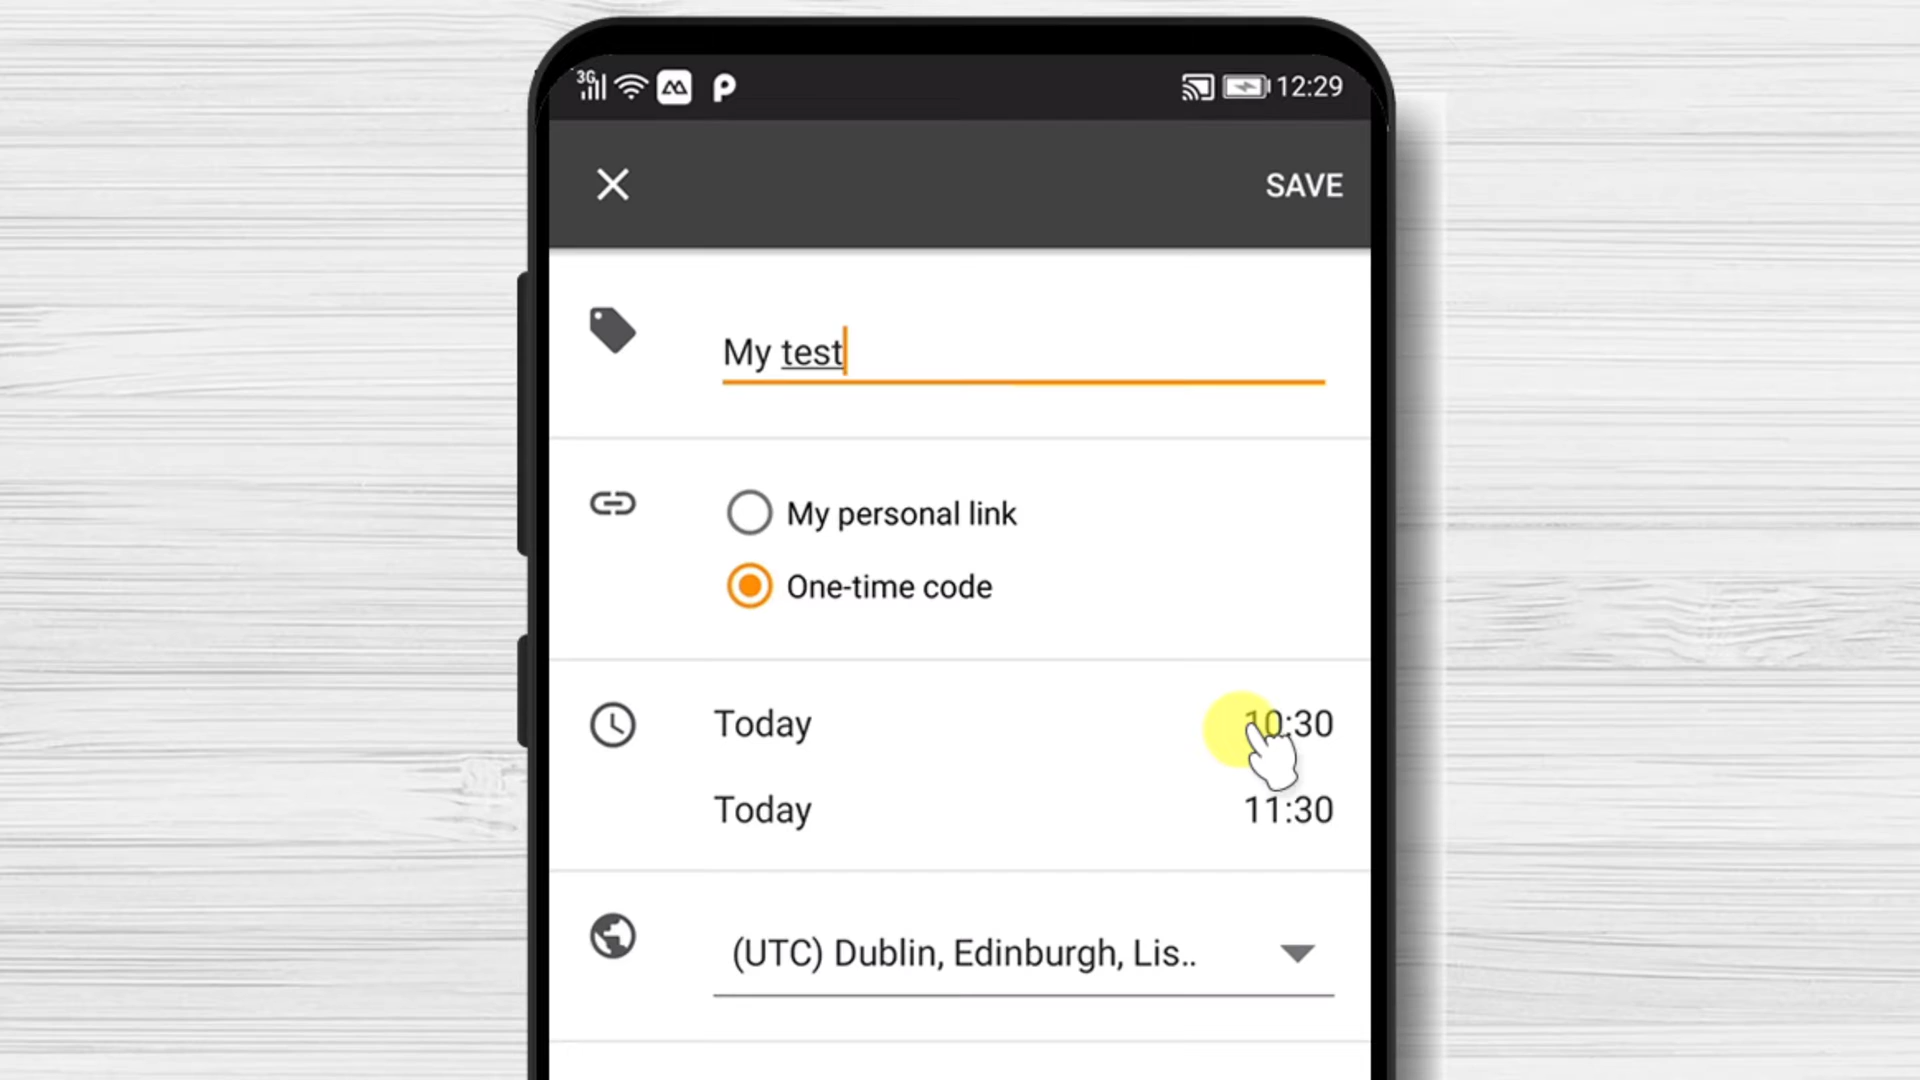 3G 12:29
SAVE
My test
My personal link
One-time code
Today 10:30
Today 11:30
(UTC) Dublin, Edinburgh, Lis..